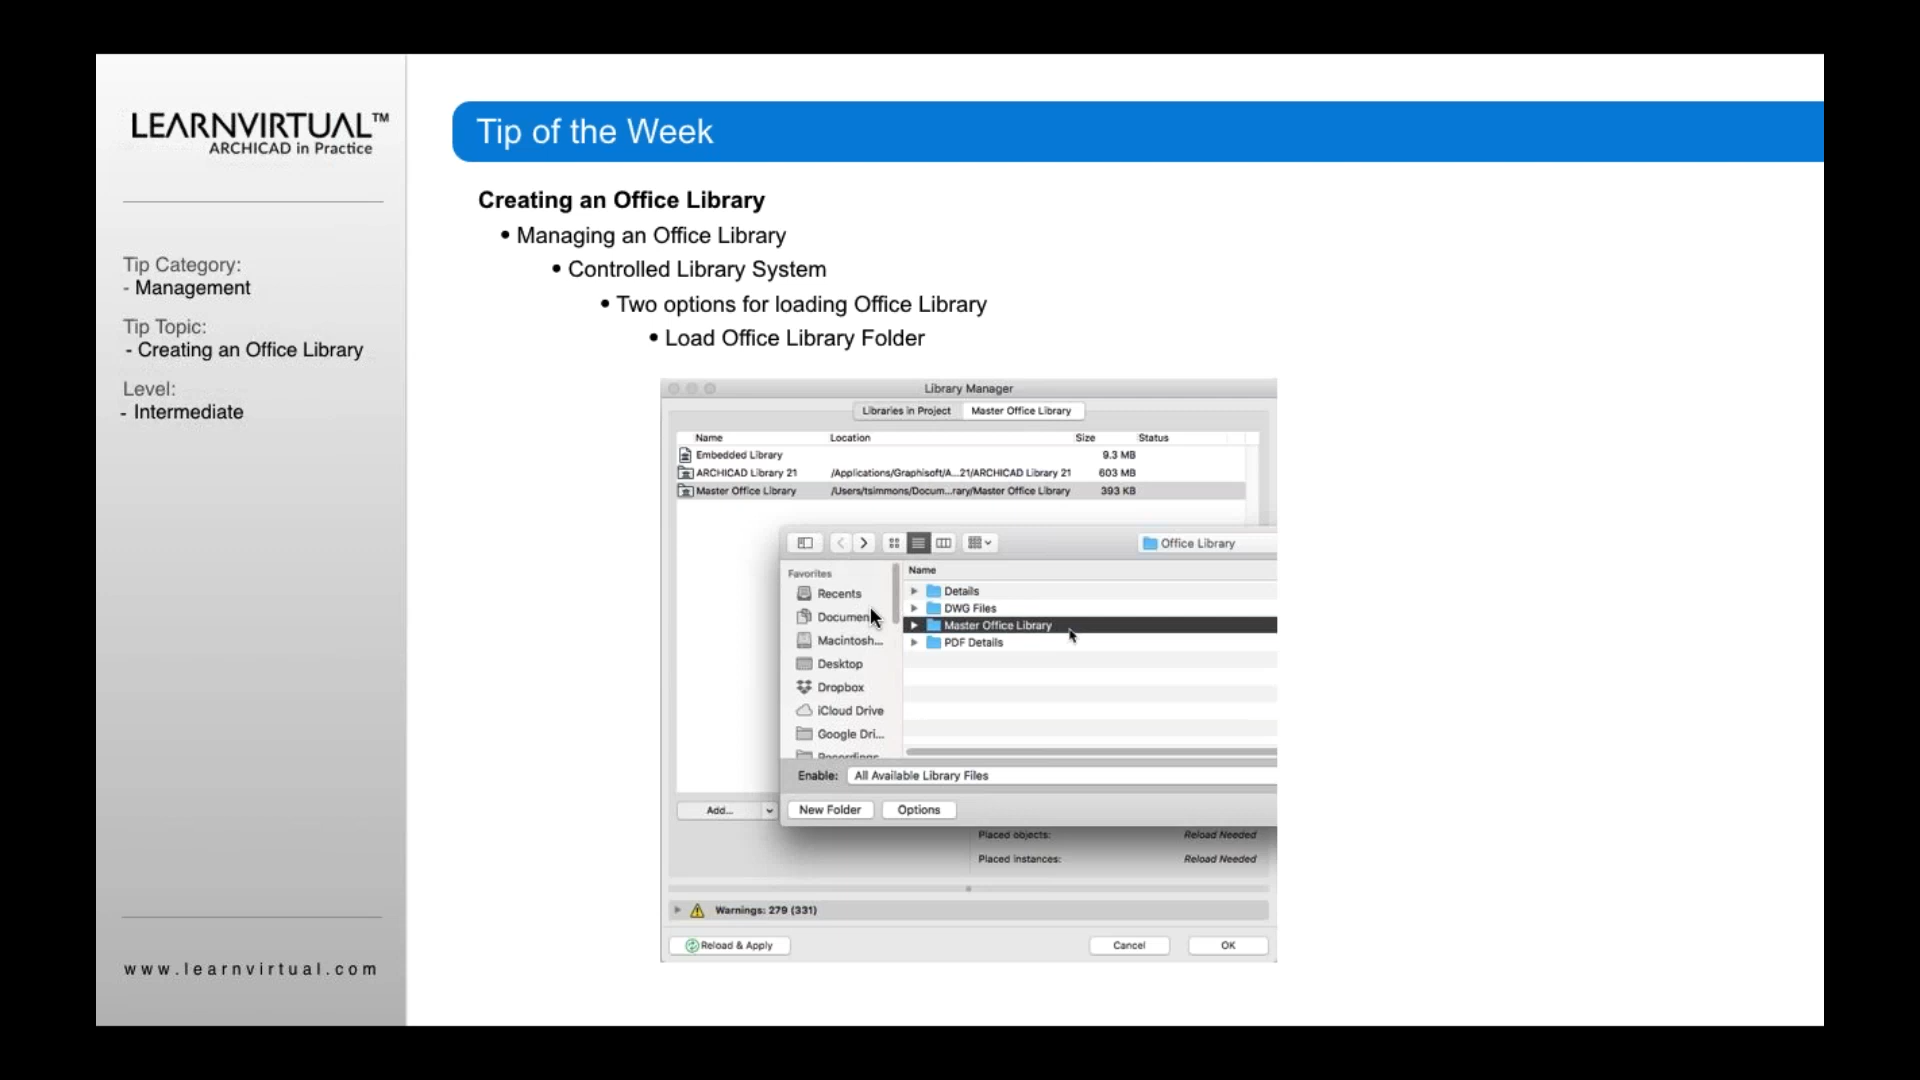 LEARNVIRTUAL™
ARCHICAD in Practice
Tip Category:
- Management
Tip Topic:
- Creating an Office Library
Level:
- Intermediate
www.learnvirtual.com
Tip of the Week
Creating an Office Library
• Managing an Office Library
• Controlled Library System
• Two options for loading Office Library
• Load Office Library Folder
Library Manager
Libraries in Project Master Office Library
Name Location Size Status
Embedded Library 9.3 MB
ARCHICAD Library 21 /Applications/Graphisoft/A...21/ARCHICAD Library 21 603 MB
Master Office Library /Users/tsimmons/Docum...rary/Master Office Library 393 KB
Office Library
Favorites
Recents
Documen
Macintosh...
Desktop
Dropbox
iCloud Drive
Google Dri...
Recordings
Name
Details
DWG Files
Master Office Library
PDF Details
Enable: All Available Library Files
Add... New Folder Options
Placed objects: Reload Needed
Placed instances: Reload Needed
Warnings: 279 (331)
Reload & Apply Cancel OK